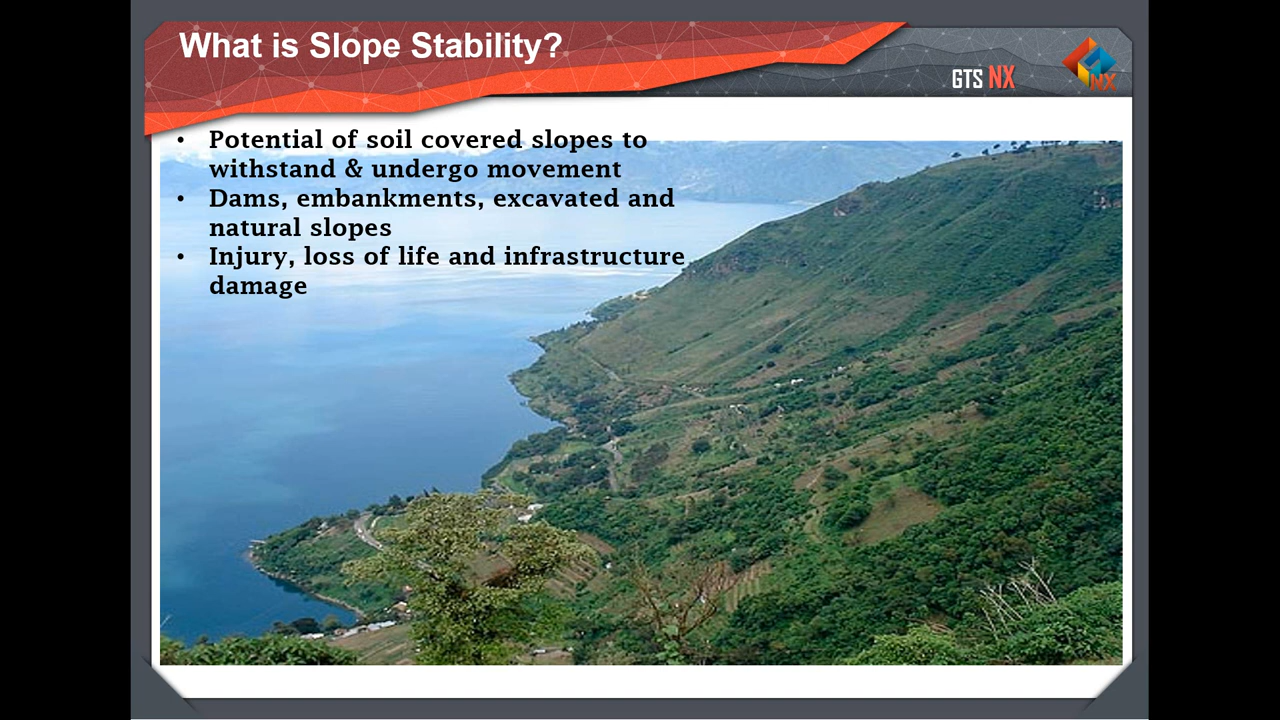 What is Slope Stability?
GTS NX
NX
• Potential of soil covered slopes to
withstand & undergo movement
• Dams, embankments, excavated and
natural slopes
• Injury, loss of life and infrastructure
damage